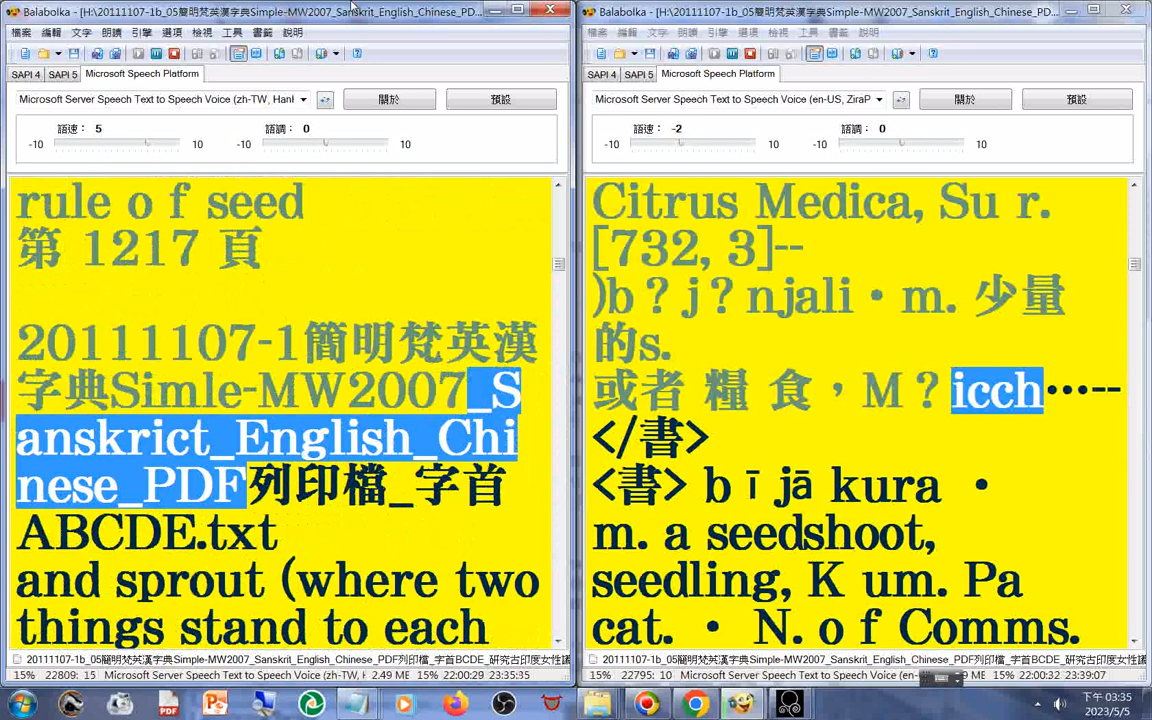 Balabolka - [H:\20111107-1b_05簡明梵英漢字典Simple-MW2007_Sanskrit_English_Chinese_PD...
檔案 編輯 文字 朗讀 引擎 選項 檢視 工具 書籤 說明
SAPI 4 SAPI 5 Microsoft Speech Platform
Microsoft Server Speech Text to Speech Voice (zh-TW, Hanl
關於 預設
語速： 5 語調： 0
-10 10 -10 10
rule o f seed
第 1217 頁
20111107-1簡明梵英漢
字典Simle-MW2007_S
anskrict_English_Chi
nese_PDF列印檔_字首
ABCDE.txt
and sprout (where two
things stand to each
20111107-1b_05簡明梵英漢字典Simple-MW2007_Sanskrit_English_Chinese_PDF列印檔_字首BCDE_研究古印度女性議
15% 22809: 15 Microsoft Server Speech Text to Speech Voice (zh-TW, H 2.49 MB 22:00:29 23:35:35
Balabolka - [H:\20111107-1b_05簡明梵英漢字典Simple-MW2007_Sanskrit_English_Chinese_PD...
檔案 編輯 文字 朗讀 引擎 選項 檢視 工具 書籤 說明
SAPI 4 SAPI 5 Microsoft Speech Platform
Microsoft Server Speech Text to Speech Voice (en-US, ZiraP
關於 預設
語速： -2 語調： 0
-10 10 -10 10
Citrus Medica, Su r.
[732, 3]--
)b？j？njali•m. 少量
的s.
或者 糧 食，M？icch…--
</書>
<書> b ī jā kura •
m. a seedshoot,
seedling, K um. Pa
cat. • N. o f Comms.
20111107-1b_05簡明梵英漢字典Simple-MW2007_Sanskrit_English_Chinese_PDF列印檔_字首BCDE_研究古印度女性議
15% 22795: 10 Microsoft Server Speech Text to Speech Voice (en-US, MB 22:00:32 23:39:07
下午 03:35
2023/5/5